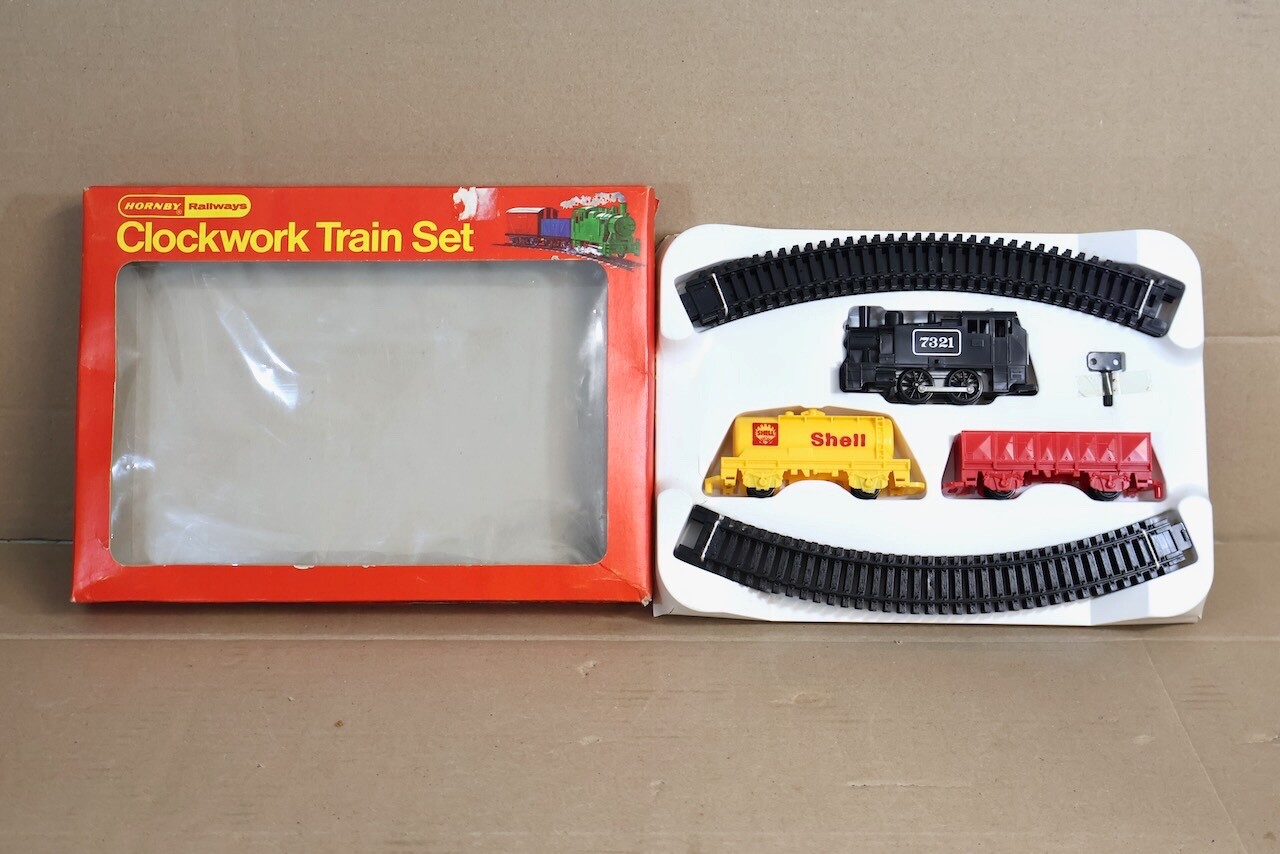 HORNBY® Railways
Clockwork Train Set
7321
SHELL
Shell